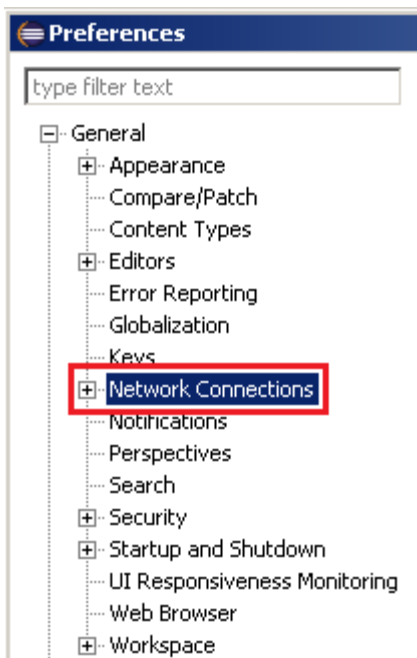 Preferences
type filter text
General
Appearance
Compare/Patch
Content Types
Editors
Error Reporting
Globalization
Keys
Network Connections
Notifications
Perspectives
Search
Security
Startup and Shutdown
UI Responsiveness Monitoring
Web Browser
Workspace